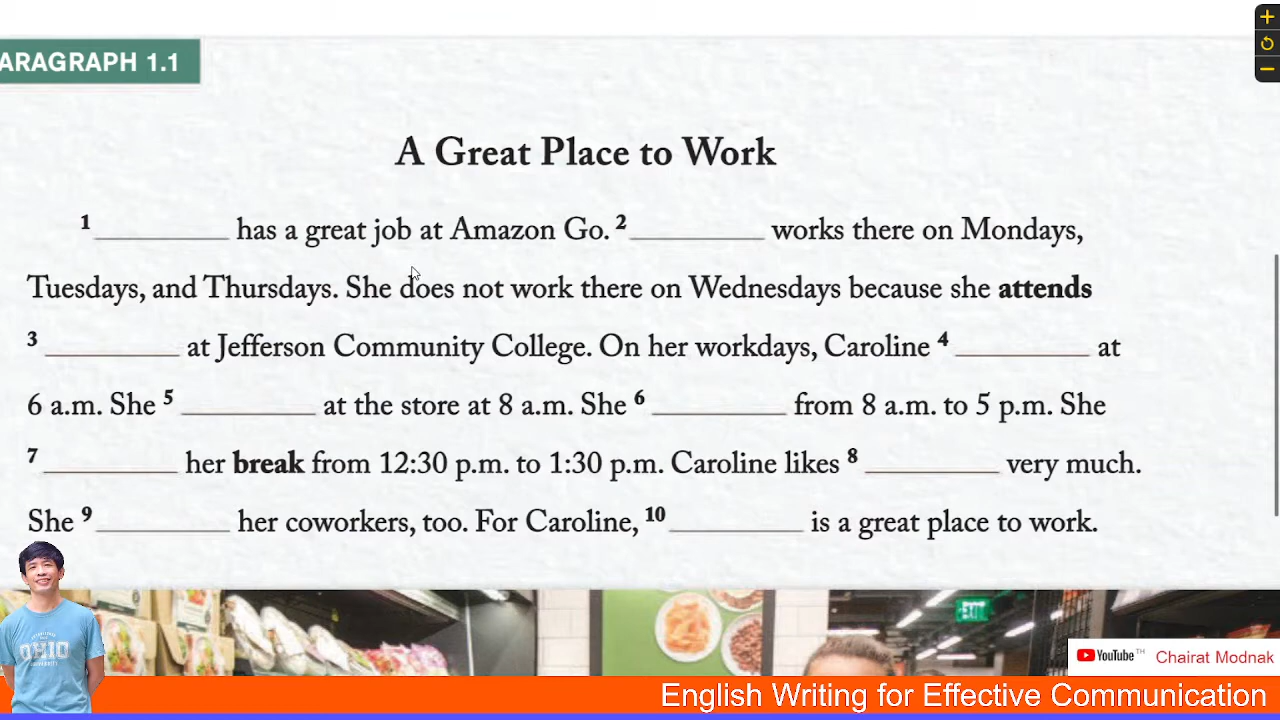 ARAGRAPH 1.1
A Great Place to Work
1 __________ has a great job at Amazon Go. 2 __________ works there on Mondays,
Tuesdays, and Thursdays. She does not work there on Wednesdays because she attends
3 __________ at Jefferson Community College. On her workdays, Caroline 4 __________ at
6 a.m. She 5 __________ at the store at 8 a.m. She 6 __________ from 8 a.m. to 5 p.m. She
7 __________ her break from 12:30 p.m. to 1:30 p.m. Caroline likes 8 __________ very much.
She 9 __________ her coworkers, too. For Caroline, 10 __________ is a great place to work.
OHIO
UNIVERSITY
EXIT
YouTube TH Chairat Modnak
English Writing for Effective Communication